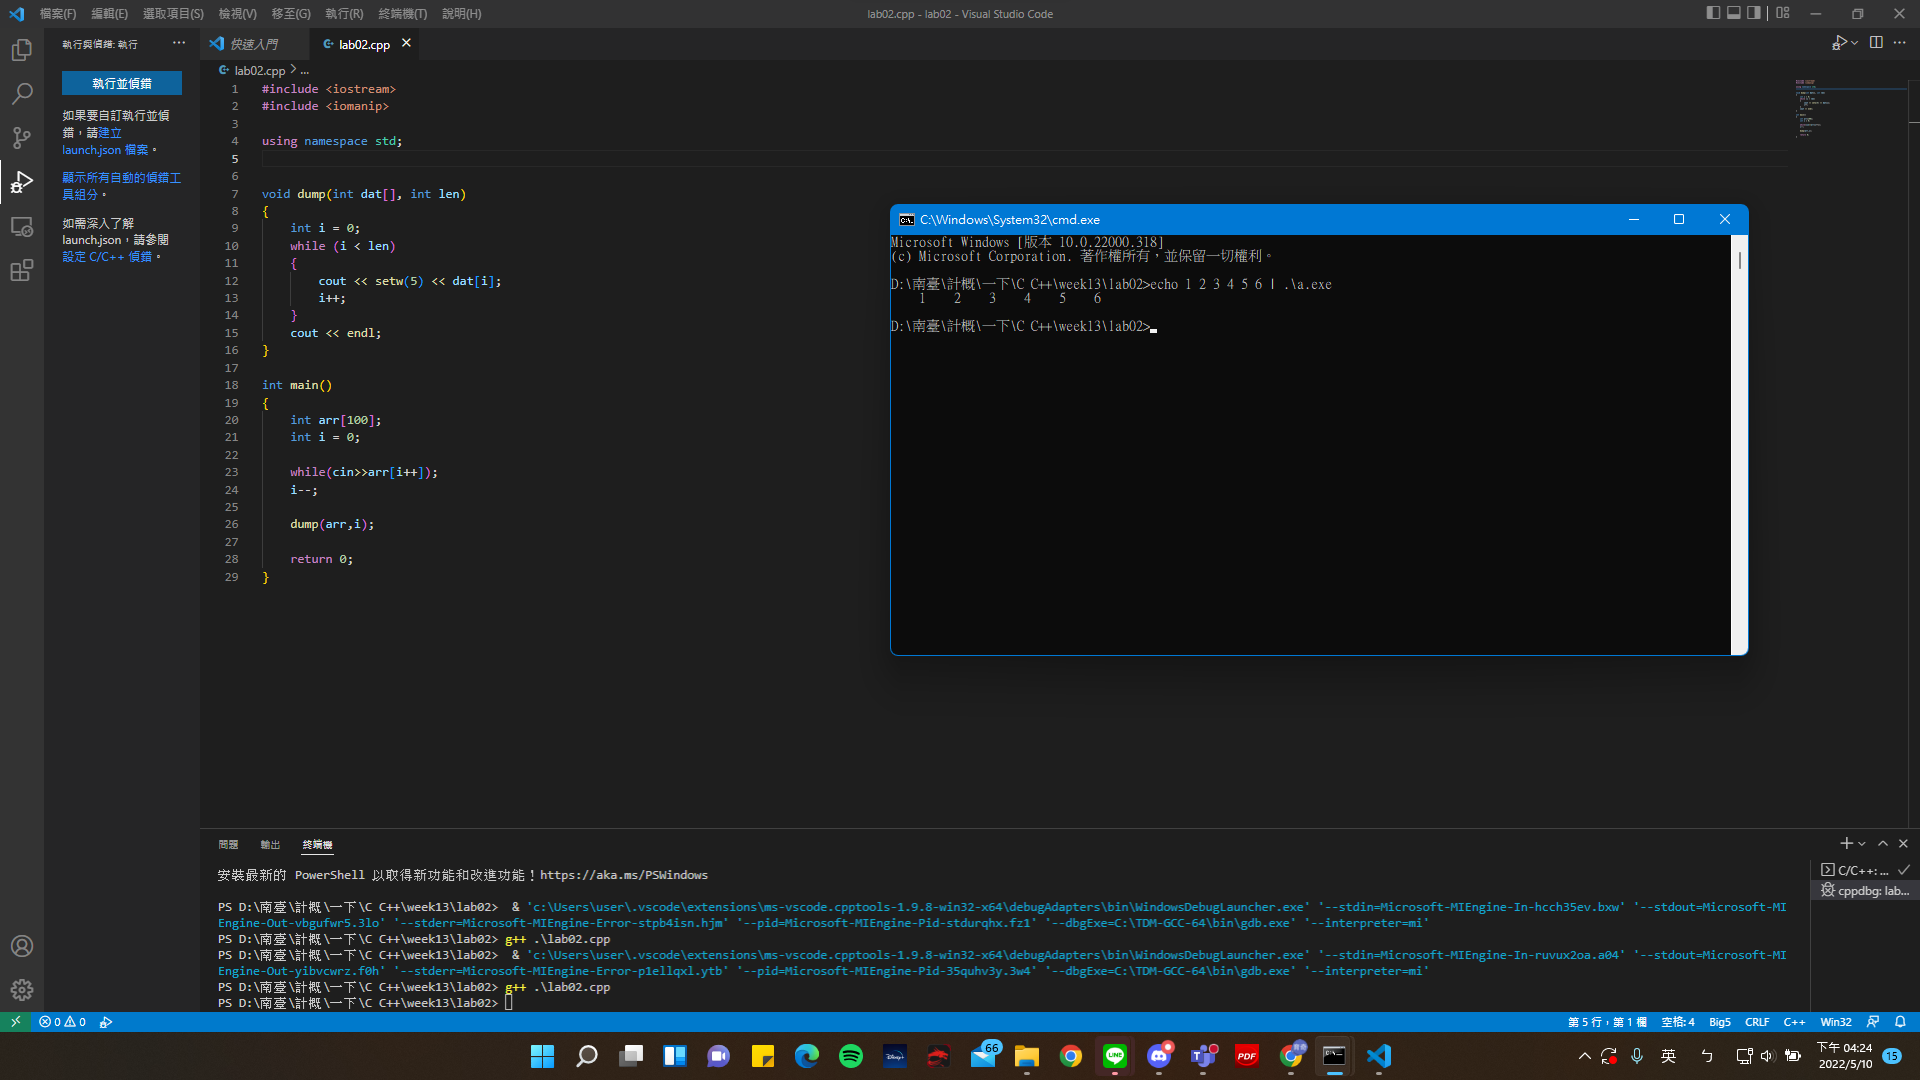 檔案(F) 編輯(E) 選取項目(S) 檢視(V) 移至(G) 執行(R) 終端機(T) 說明(H)
lab02.cpp - lab02 - Visual Studio Code
執行與偵錯: 執行 ···
執行並偵錯
如果要自訂執行並偵
錯，請建立
launch.json 檔案。
顯示所有自動的偵錯工
具組分。
如需深入了解
launch.json，請參閱
設定 C/C++ 偵錯。
快速入門
lab02.cpp
lab02.cpp > ...
1 #include <iostream>
2 #include <iomanip>
3
4 using namespace std;
5
6
7 void dump(int dat[], int len)
8 {
9 int i = 0;
10 while (i < len)
11 {
12 cout << setw(5) << dat[i];
13 i++;
14 }
15 cout << endl;
16 }
17
18 int main()
19 {
20 int arr[100];
21 int i = 0;
22
23 while(cin>>arr[i++]);
24 i--;
25
26 dump(arr,i);
27
28 return 0;
29 }
C:\Windows\System32\cmd.exe
Microsoft Windows [版本 10.0.22000.318]
(c) Microsoft Corporation. 著作權所有，並保留一切權利。
D:\南臺\計概\一下\C C++\week13\lab02>echo 1 2 3 4 5 6 | .\a.exe
1 2 3 4 5 6
D:\南臺\計概\一下\C C++\week13\lab02>
問題 輸出 終端機
安裝最新的 PowerShell 以取得新功能和改進功能！https://aka.ms/PSWindows
PS D:\南臺\計概\一下\C C++\week13\lab02> & 'c:\Users\user\.vscode\extensions\ms-vscode.cpptools-1.9.8-win32-x64\debugAdapters\bin\WindowsDebugLauncher.exe' '--stdin=Microsoft-MIEngine-In-hcch35ev.bxw' '--stdout=Microsoft-MI
Engine-Out-vbgufwr5.3lo' '--stderr=Microsoft-MIEngine-Error-stpb4isn.hjm' '--pid=Microsoft-MIEngine-Pid-stdurqhx.fz1' '--dbgExe=C:\TDM-GCC-64\bin\gdb.exe' '--interpreter=mi'
PS D:\南臺\計概\一下\C C++\week13\lab02> g++ .\lab02.cpp
PS D:\南臺\計概\一下\C C++\week13\lab02> & 'c:\Users\user\.vscode\extensions\ms-vscode.cpptools-1.9.8-win32-x64\debugAdapters\bin\WindowsDebugLauncher.exe' '--stdin=Microsoft-MIEngine-In-ruvux2oa.a04' '--stdout=Microsoft-MI
Engine-Out-yibvcwrz.f0h' '--stderr=Microsoft-MIEngine-Error-p1ellqxl.ytb' '--pid=Microsoft-MIEngine-Pid-35quhv3y.3w4' '--dbgExe=C:\TDM-GCC-64\bin\gdb.exe' '--interpreter=mi'
PS D:\南臺\計概\一下\C C++\week13\lab02> g++ .\lab02.cpp
PS D:\南臺\計概\一下\C C++\week13\lab02>
C/C++: ...
cppdbg: lab...
0 0
第 5 行，第 1 欄 空格: 4 Big5 CRLF C++ Win32
66
LINE
PDF
英 ㄅ
下午 04:24
2022/5/10
15